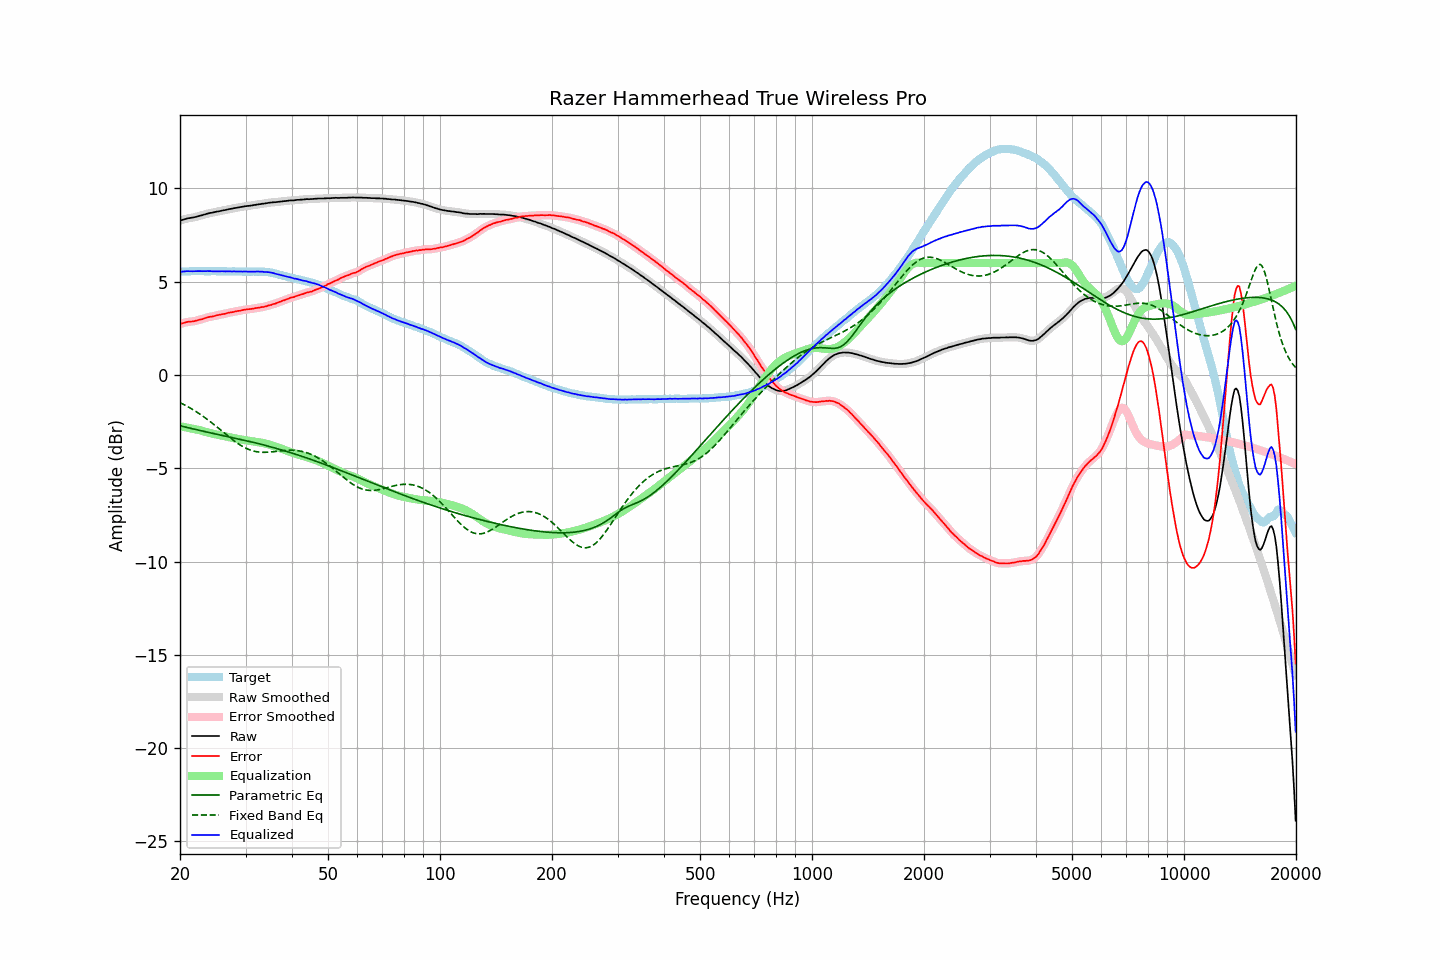 Razer Hammerhead True Wireless Pro
10
5
0
−5
−10
−15
−20
−25
Amplitude (dBr)
Target
Raw Smoothed
Error Smoothed
Raw
Error
Equalization
Parametric Eq
Fixed Band Eq
Equalized
20 50 100 200 500 1000 2000 5000 10000 20000
Frequency (Hz)